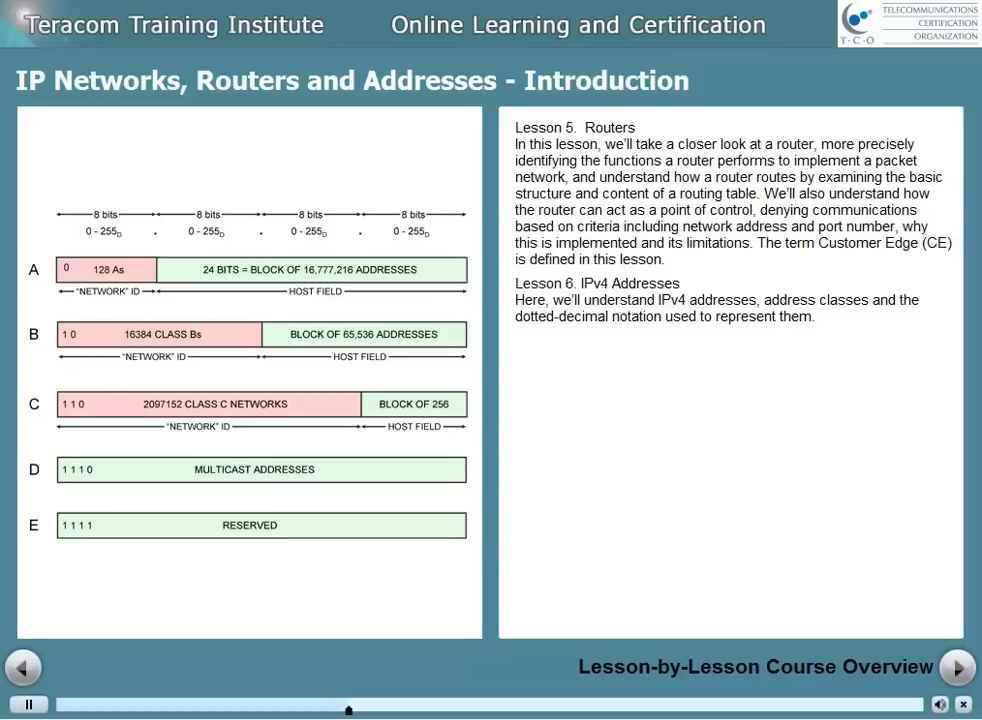 Teracom Training Institute
Online Learning and Certification
TELECOMMUNICATIONS
CERTIFICATION
ORGANIZATION
T·C·O
IP Networks, Routers and Addresses - Introduction
8 bits 8 bits 8 bits 8 bits
0 - 255D . 0 - 255D . 0 - 255D . 0 - 255D
A 0 128 As 24 BITS = BLOCK OF 16,777,216 ADDRESSES
"NETWORK" ID HOST FIELD
B 1 0 16384 CLASS Bs BLOCK OF 65,536 ADDRESSES
"NETWORK" ID HOST FIELD
C 1 1 0 2097152 CLASS C NETWORKS BLOCK OF 256
"NETWORK" ID HOST FIELD
D 1 1 1 0 MULTICAST ADDRESSES
E 1 1 1 1 RESERVED
Lesson 5. Routers
In this lesson, we'll take a closer look at a router, more precisely
identifying the functions a router performs to implement a packet
network, and understand how a router routes by examining the basic
structure and content of a routing table. We'll also understand how
the router can act as a point of control, denying communications
based on criteria including network address and port number, why
this is implemented and its limitations. The term Customer Edge (CE)
is defined in this lesson.
Lesson 6. IPv4 Addresses
Here, we'll understand IPv4 addresses, address classes and the
dotted-decimal notation used to represent them.
Lesson-by-Lesson Course Overview